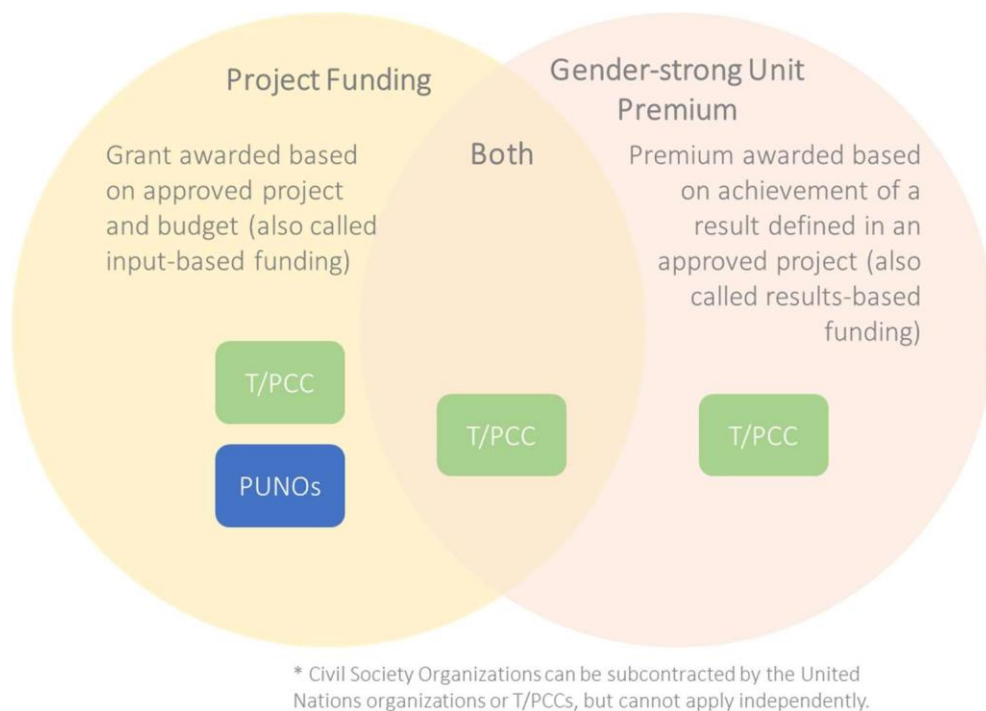 Project Funding
Grant awarded based
on approved project
and budget (also called
input-based funding)
T/PCC
PUNOs
Both
T/PCC
Gender-strong Unit
Premium
Premium awarded based
on achievement of a
result defined in an
approved project (also
called results-based
funding)
T/PCC
* Civil Society Organizations can be subcontracted by the United
Nations organizations or T/PCCs, but cannot apply independently.